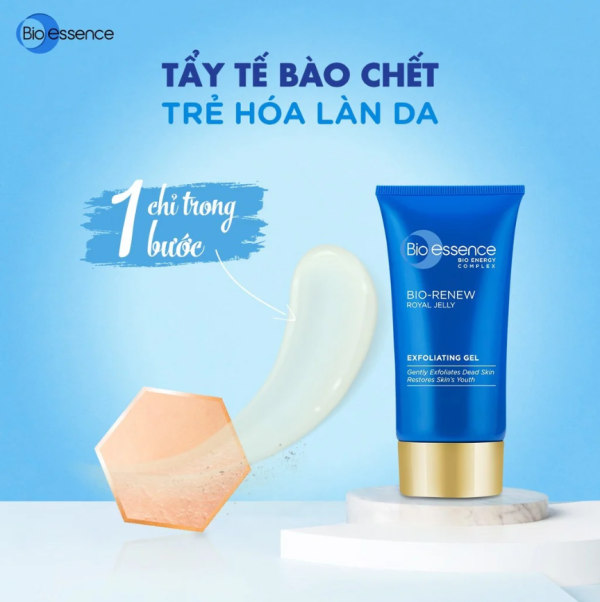 Bio essence
TẨY TẾ BÀO CHẾT
TRẺ HÓA LÀN DA
1 chỉ trong
bước
Bio essence
BIO ENERGY
COMPLEX
BIO-RENEW
ROYAL JELLY
EXFOLIATING GEL
Gently Exfoliates Dead Skin
Restores Skin's Youth